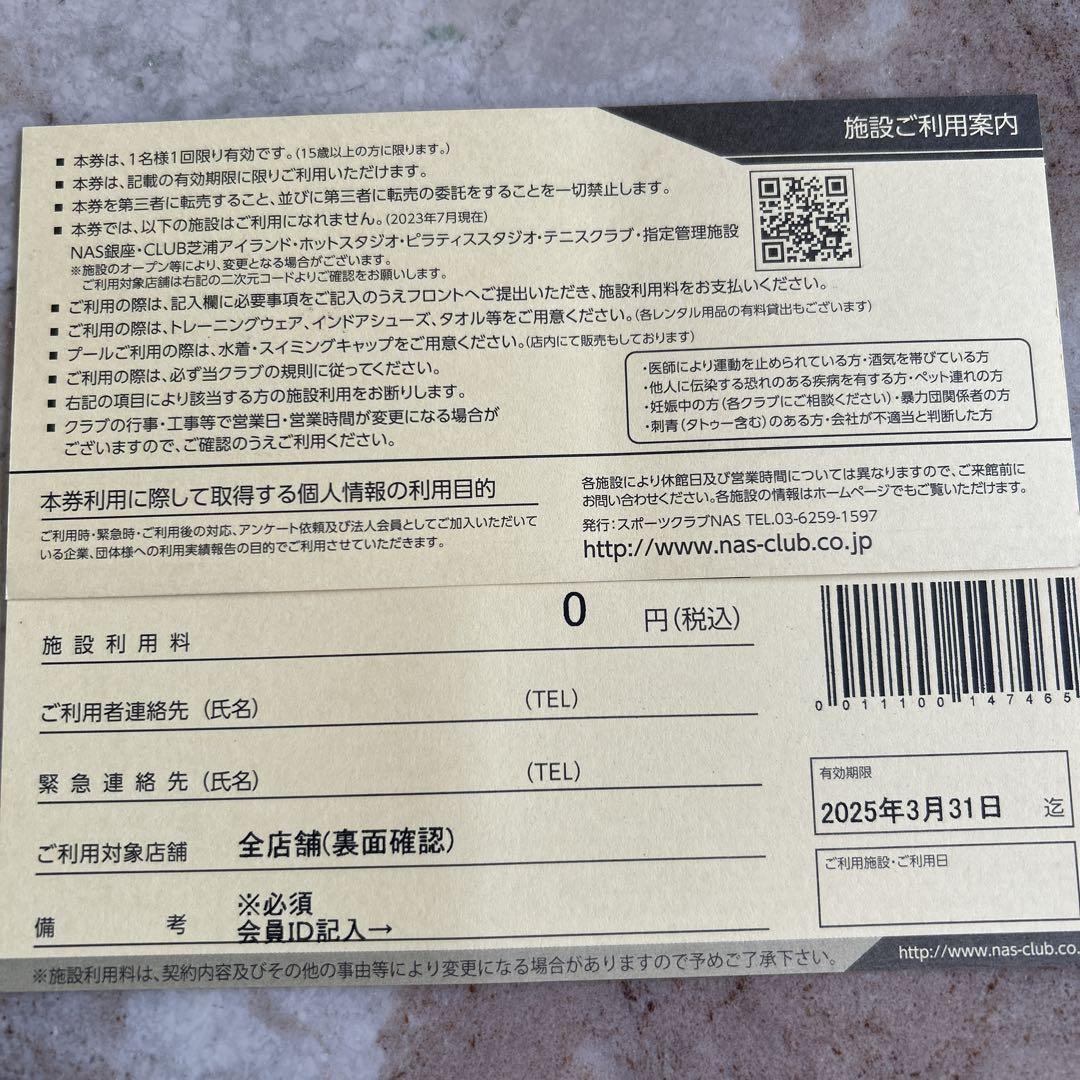 施設ご利用案内
■ 本券は、1名様1回限り有効です。(15歳以上の方に限ります。)
■ 本券は、記載の有効期限に限りご利用いただけます。
■ 本券を第三者に転売すること、並びに第三者に転売の委託をすることを一切禁止します。
■ 本券では、以下の施設はご利用になれません。(2023年7月現在)
NAS銀座・CLUB芝浦アイランド・ホットスタジオ・ピラティススタジオ・テニスクラブ・指定管理施設
※施設のオープン等により、変更となる場合がございます。
ご利用対象店舗は右記の二次元コードよりご確認をお願いします。
■ ご利用の際は、記入欄に必要事項をご記入のうえフロントへご提出いただき、施設利用料をお支払いください。
■ ご利用の際は、トレーニングウェア、インドアシューズ、タオル等をご用意ください。(各レンタル用品の有料貸出もございます)
■ プールご利用の際は、水着・スイミングキャップをご用意ください。(店内にて販売もしております)
■ ご利用の際は、必ず当クラブの規則に従ってください。
■ 右記の項目により該当する方の施設利用をお断りします。
■ クラブの行事・工事等で営業日・営業時間が変更になる場合が
ございますので、ご確認のうえご利用ください。
・医師により運動を止められている方・酒気を帯びている方
・他人に伝染する恐れのある疾病を有する方・ペット連れの方
・妊娠中の方(各クラブにご相談ください)・暴力団関係者の方
・刺青(タトゥー含む)のある方・会社が不適当と判断した方
本券利用に際して取得する個人情報の利用目的
ご利用時・緊急時・ご利用後の対応、アンケート依頼及び法人会員としてご加入いただいて
いる企業、団体様への利用実績報告の目的でご利用させていただきます。
各施設により休館日及び営業時間については異なりますので、ご来館前に
お問い合わせください。各施設の情報はホームページでもご覧いただけます。
発行：スポーツクラブNAS TEL.03-6259-1597
http://www.nas-club.co.jp
施設利用料 0 円(税込)
ご利用者連絡先 (氏名) (TEL)
緊急連絡先 (氏名) (TEL)
ご利用対象店舗 全店舗(裏面確認)
備考 ※必須
会員ID記入→
0011100147465
有効期限
2025年3月31日 迄
ご利用施設・ご利用日
※施設利用料は、契約内容及びその他の事由等により変更になる場合がありますので予めご了承下さい。
http://www.nas-club.co.